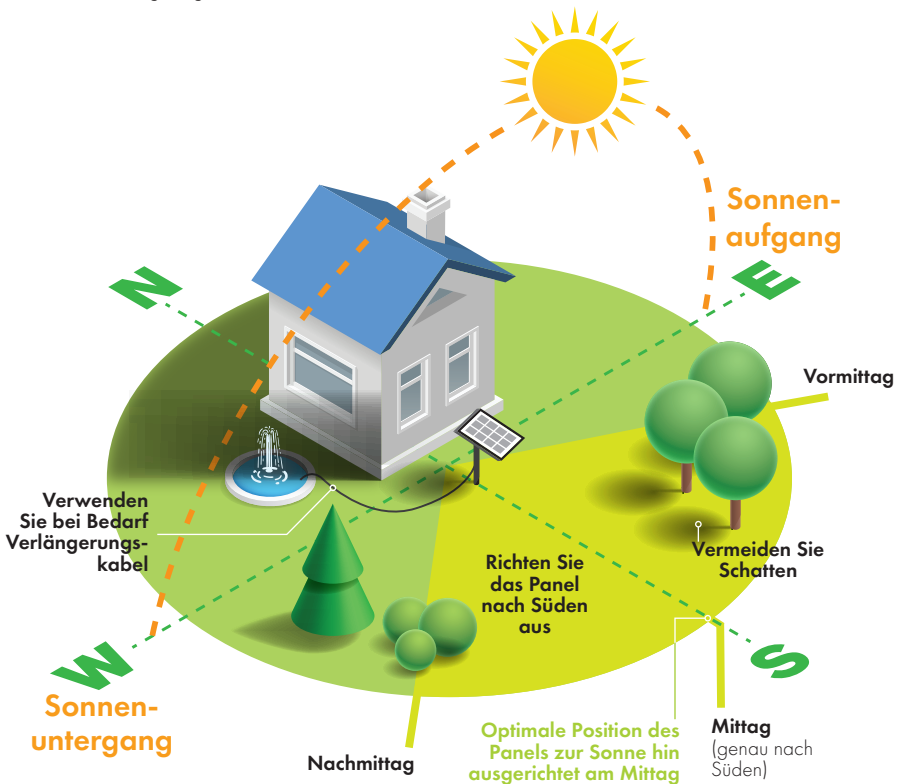 Sonnen-
aufgang
N
E
Vormittag
Verwenden
Sie bei Bedarf
Verlängerungs-
kabel
Vermeiden Sie
Schatten
Richten Sie
das Panel
nach Süden
aus
W
S
Sonnen-
untergang
Nachmittag
Optimale Position des
Panels zur Sonne hin
ausgerichtet am Mittag
Mittag
(genau nach
Süden)